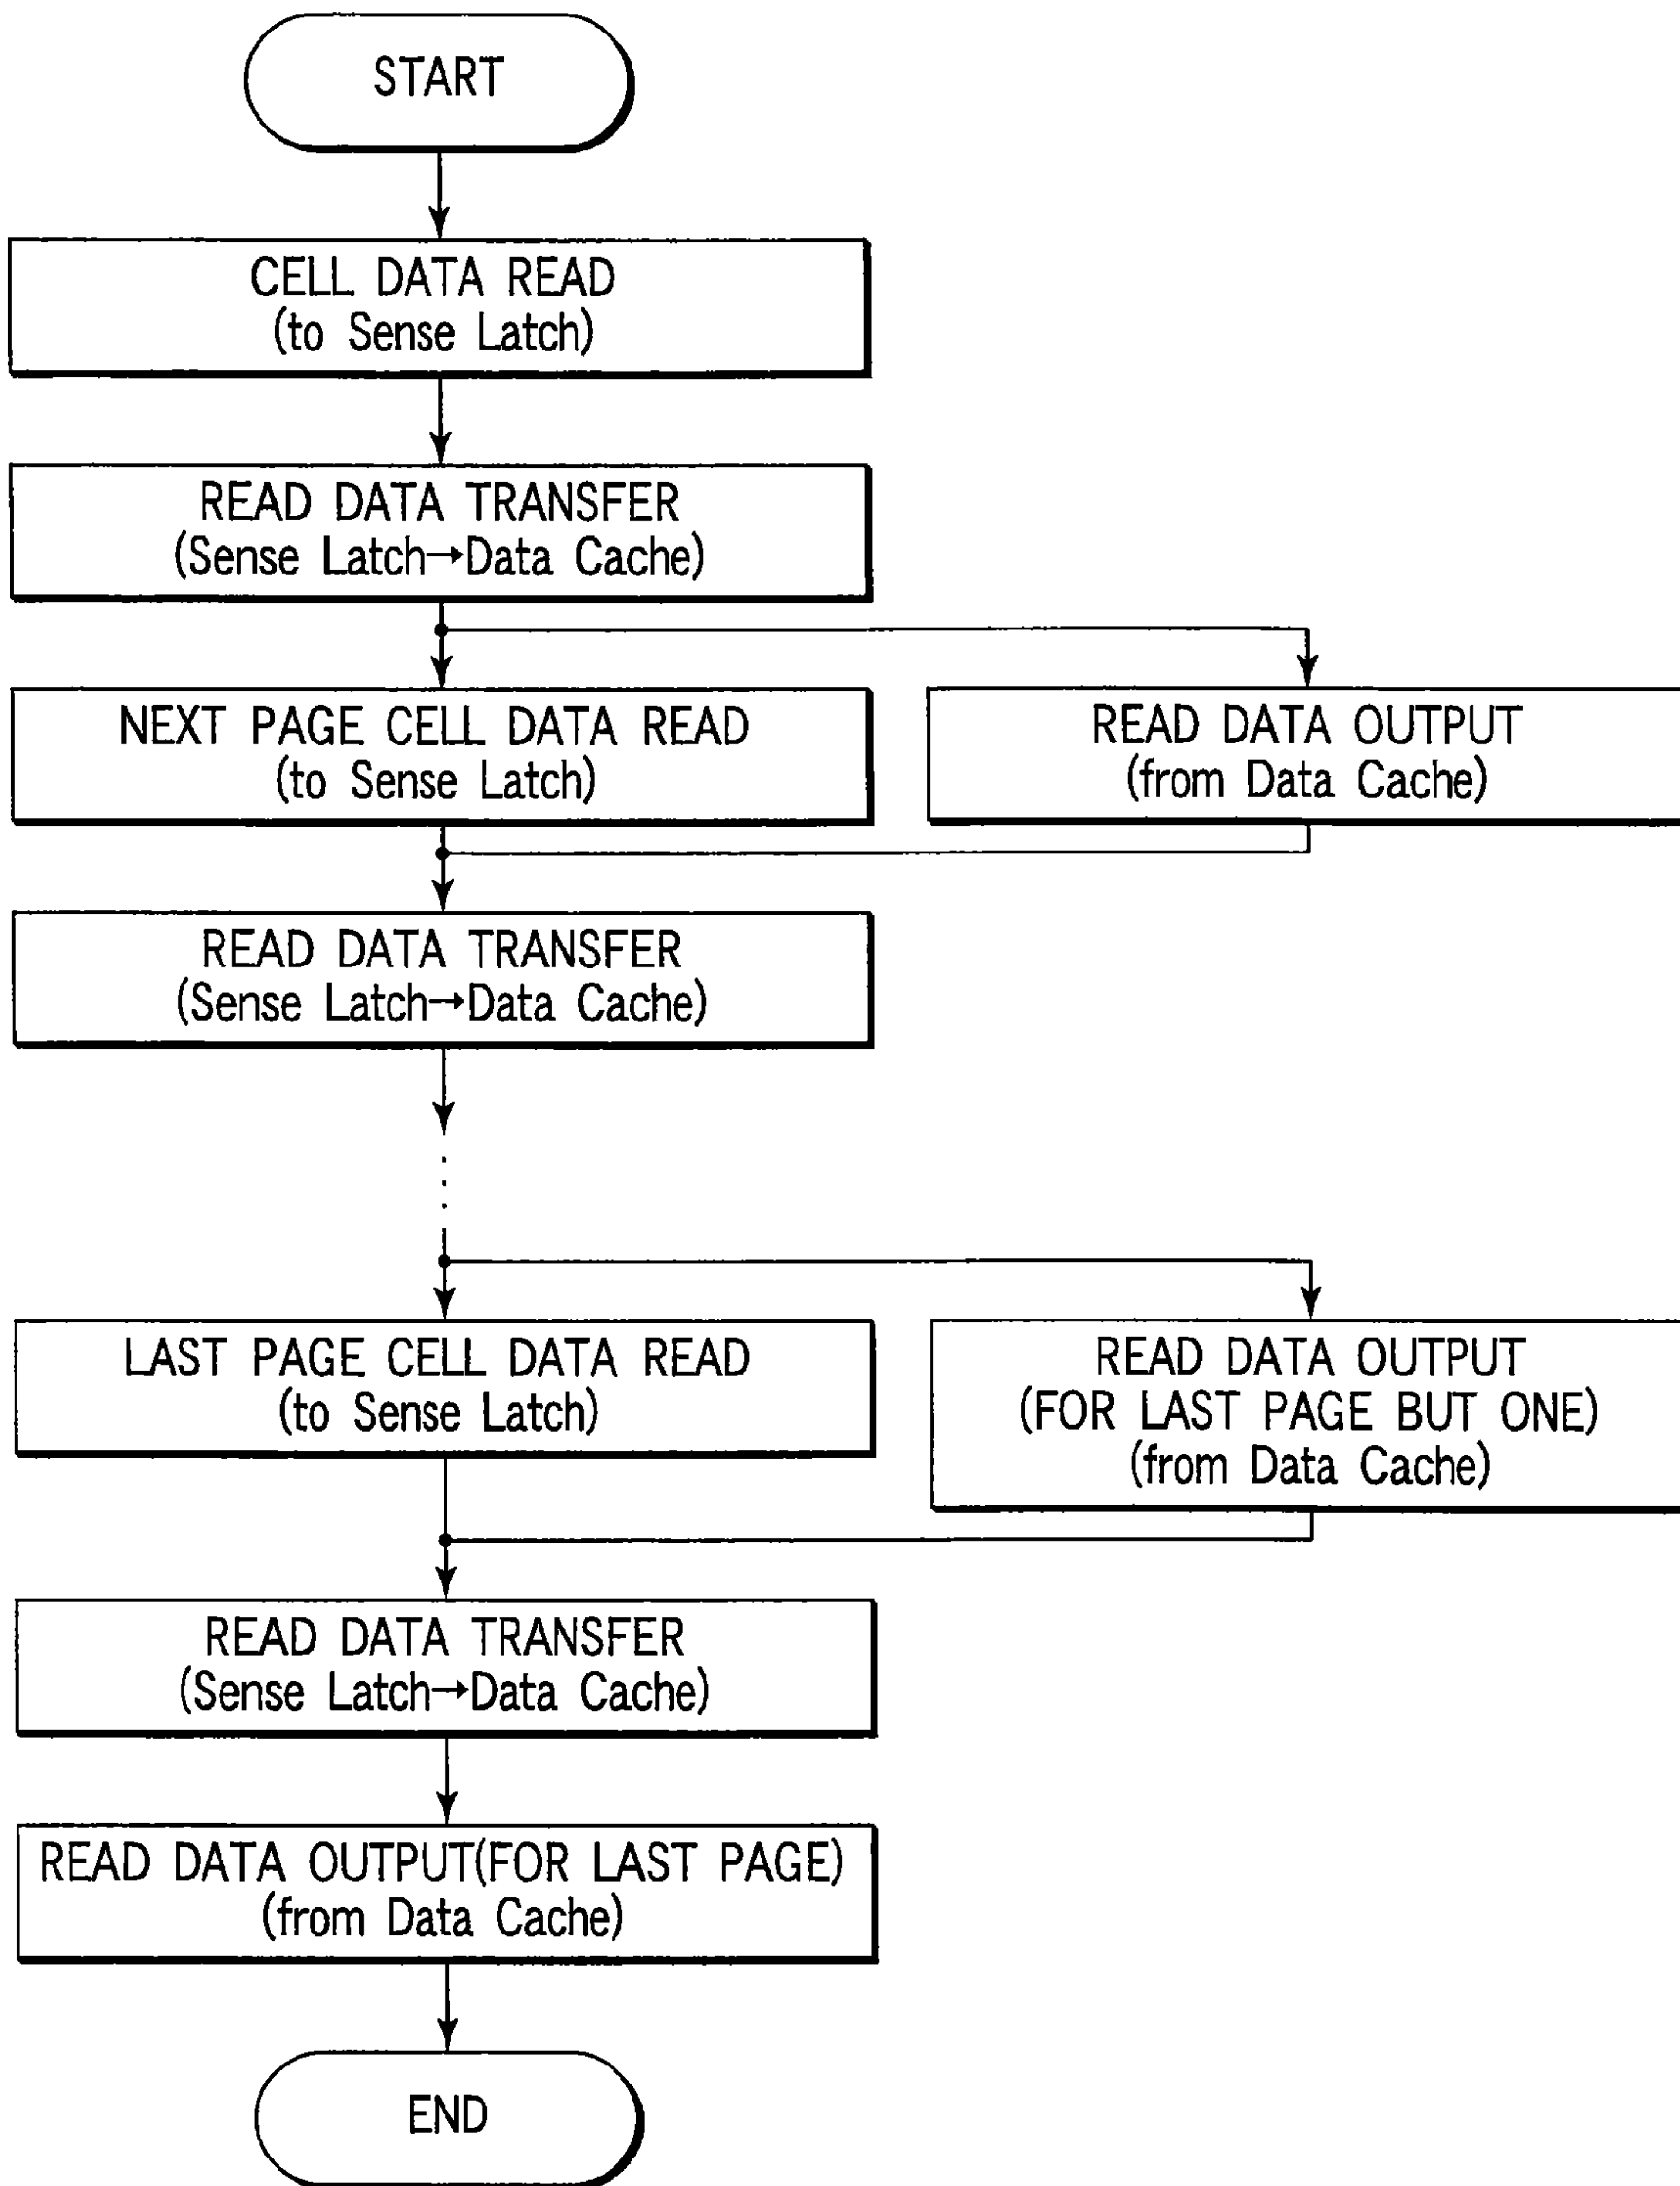 START
CELL DATA READ
(to Sense Latch)
READ DATA TRANSFER
(Sense Latch→Data Cache)
NEXT PAGE CELL DATA READ
(to Sense Latch)
READ DATA OUTPUT
(from Data Cache)
READ DATA TRANSFER
(Sense Latch→Data Cache)
LAST PAGE CELL DATA READ
(to Sense Latch)
READ DATA OUTPUT
(FOR LAST PAGE BUT ONE)
(from Data Cache)
READ DATA TRANSFER
(Sense Latch→Data Cache)
READ DATA OUTPUT(FOR LAST PAGE)
(from Data Cache)
END